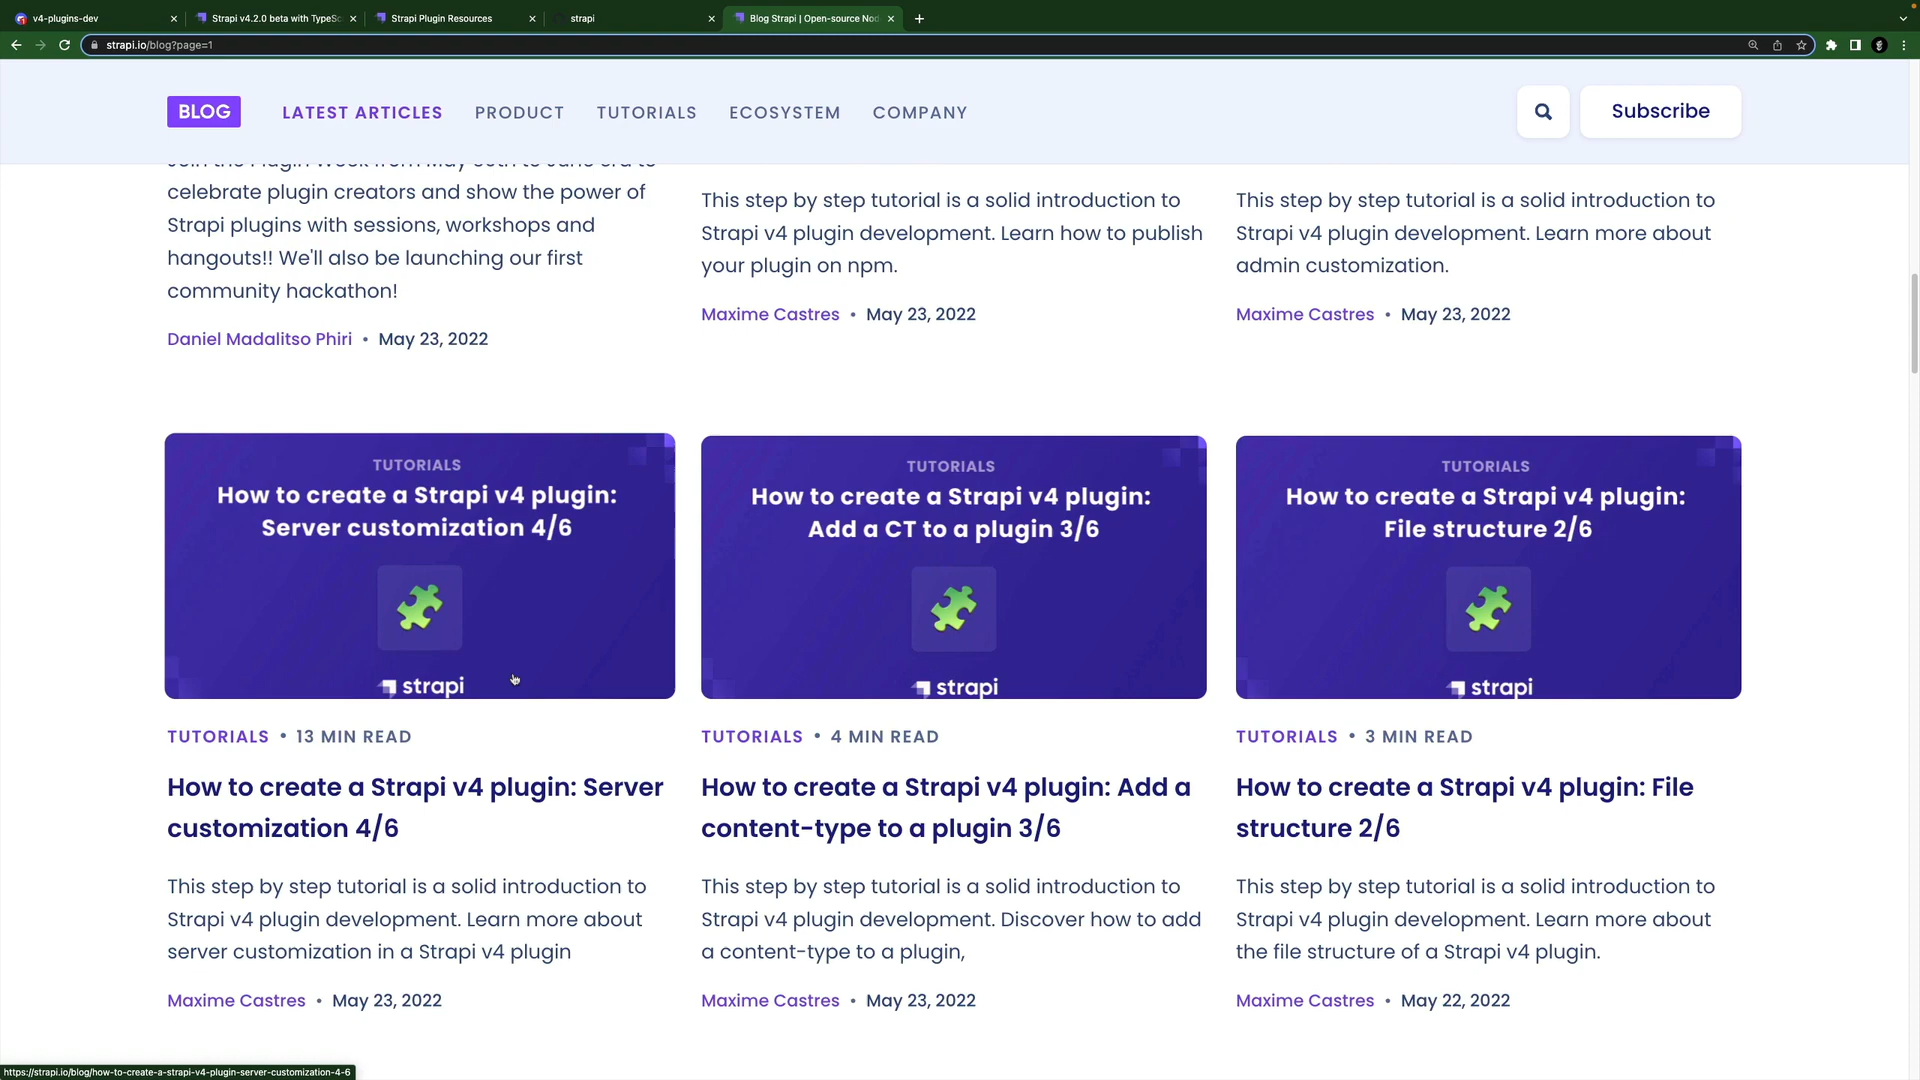 v4-plugins-dev
Strapi v4.2.0 beta with TypeSc
Strapi Plugin Resources
strapi
Blog Strapi | Open-source Nod
strapi.io/blog?page=1
BLOG
LATEST ARTICLES
PRODUCT
TUTORIALS
ECOSYSTEM
COMPANY
Subscribe
Join the Plugin Week from May 30th to June 3rd to
celebrate plugin creators and show the power of
Strapi plugins with sessions, workshops and
hangouts!! We'll also be launching our first
community hackathon!
Daniel Madalitso Phiri • May 23, 2022
This step by step tutorial is a solid introduction to
Strapi v4 plugin development. Learn how to publish
your plugin on npm.
Maxime Castres • May 23, 2022
This step by step tutorial is a solid introduction to
Strapi v4 plugin development. Learn more about
admin customization.
Maxime Castres • May 23, 2022
TUTORIALS
How to create a Strapi v4 plugin:
Server customization 4/6
strapi
TUTORIALS • 13 MIN READ
How to create a Strapi v4 plugin: Server
customization 4/6
This step by step tutorial is a solid introduction to
Strapi v4 plugin development. Learn more about
server customization in a Strapi v4 plugin
Maxime Castres • May 23, 2022
TUTORIALS
How to create a Strapi v4 plugin:
Add a CT to a plugin 3/6
strapi
TUTORIALS • 4 MIN READ
How to create a Strapi v4 plugin: Add a
content-type to a plugin 3/6
This step by step tutorial is a solid introduction to
Strapi v4 plugin development. Discover how to add
a content-type to a plugin,
Maxime Castres • May 23, 2022
TUTORIALS
How to create a Strapi v4 plugin:
File structure 2/6
strapi
TUTORIALS • 3 MIN READ
How to create a Strapi v4 plugin: File
structure 2/6
This step by step tutorial is a solid introduction to
Strapi v4 plugin development. Learn more about
the file structure of a Strapi v4 plugin.
Maxime Castres • May 22, 2022
https://strapi.io/blog/how-to-create-a-strapi-v4-plugin-server-customization-4-6